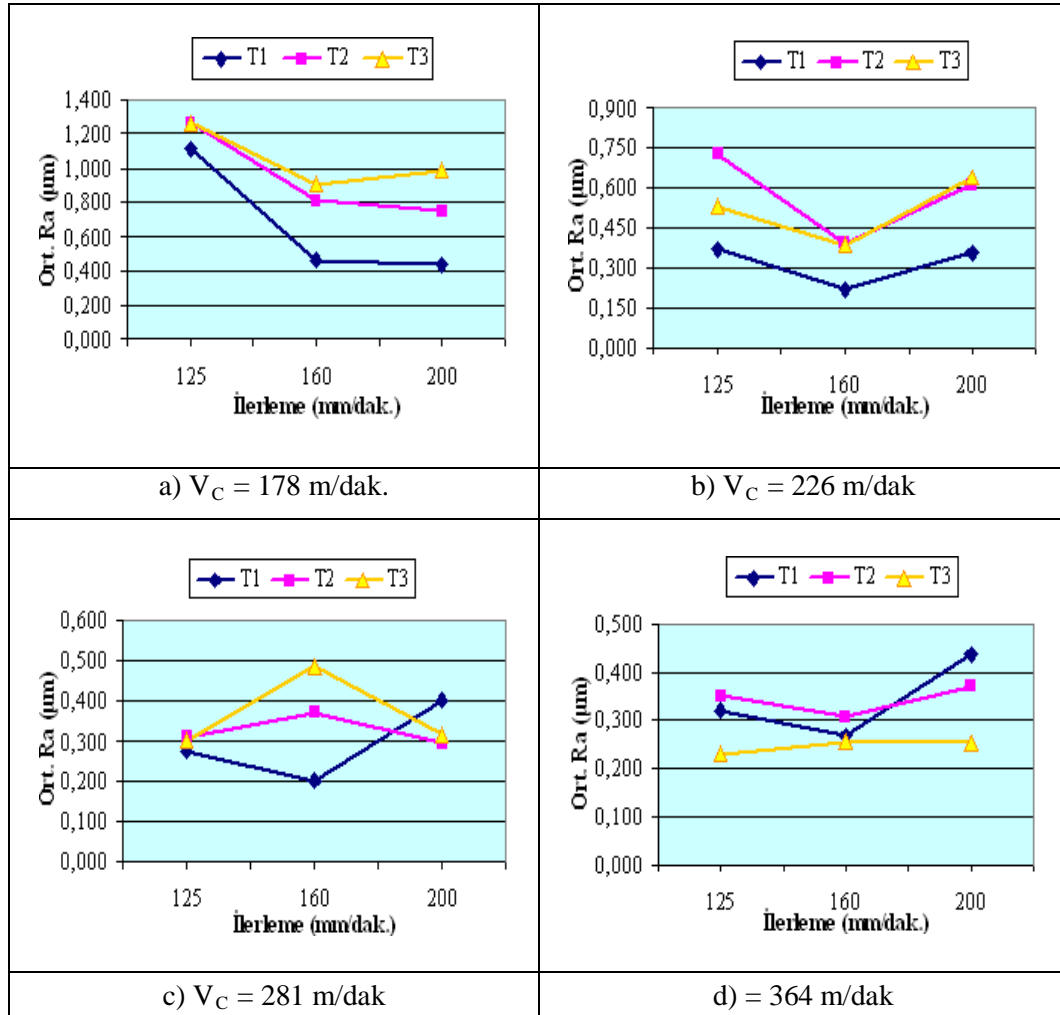 T1 T2 T3
1,400
1,200
1,000
0,800
0,600
0,400
0,200
0,000
Ort. Ra (µm)
125 160 200
İlerleme (mm/dak.)
a) VC = 178 m/dak.
T1 T2 T3
0,900
0,750
0,600
0,450
0,300
0,150
0,000
Ort. Ra (µm)
125 160 200
İlerleme (mm/dak.)
b) VC = 226 m/dak
T1 T2 T3
0,600
0,500
0,400
0,300
0,200
0,100
0,000
Ort. Ra (µm)
125 160 200
İlerleme (mm/dak.)
c) VC = 281 m/dak
T1 T2 T3
0,500
0,400
0,300
0,200
0,100
0,000
Ort. Ra (µm)
125 160 200
İlerleme (mm/dak.)
d) = 364 m/dak